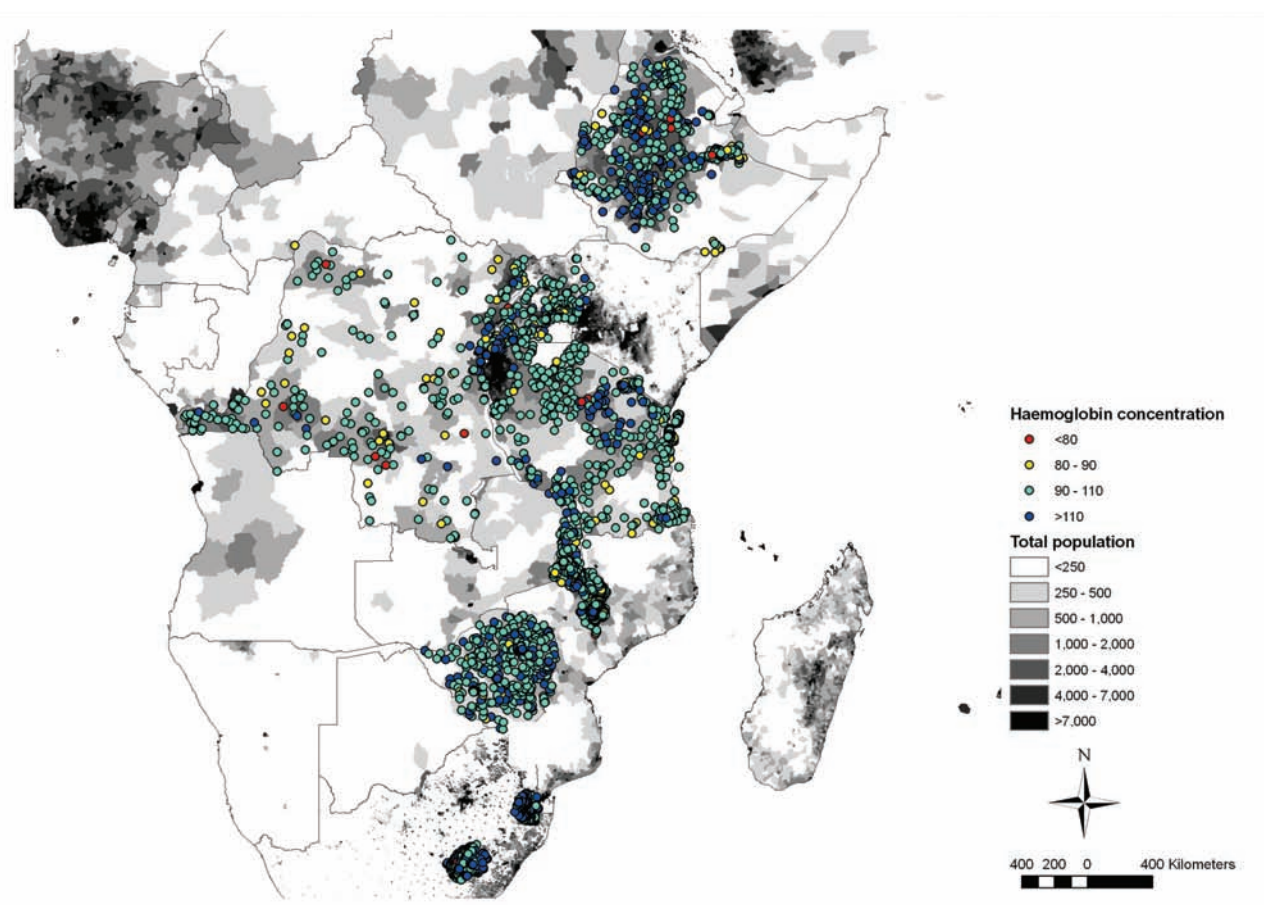 Haemoglobin concentration
<80
80 - 90
90 - 110
>110
Total population
<250
250 - 500
500 - 1,000
1,000 - 2,000
2,000 - 4,000
4,000 - 7,000
>7,000
N
400 200 0 400 Kilometers